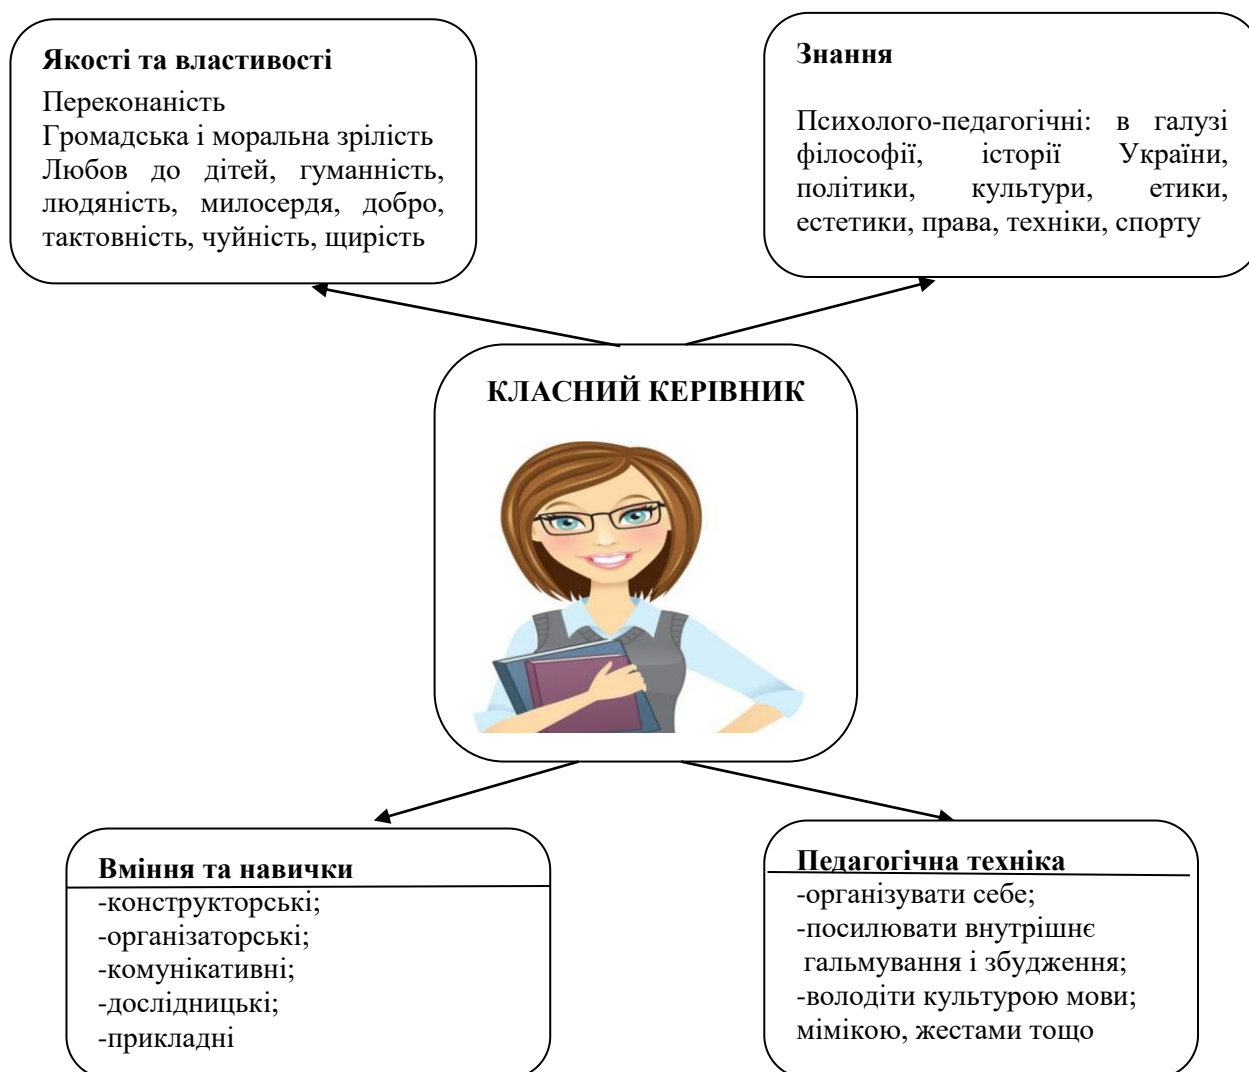 Якості та властивості
Переконаність
Громадська і моральна зрілість
Любов до дітей, гуманність,
людяність, милосердя, добро,
тактовність, чуйність, щирість
Знання
Психолого-педагогічні: в галузі
філософії, історії України,
політики, культури, етики,
естетики, права, техніки, спорту
КЛАСНИЙ КЕРІВНИК
Вміння та навички
-конструкторські;
-організаторські;
-комунікативні;
-дослідницькі;
-прикладні
Педагогічна техніка
-організувати себе;
-посилювати внутрішнє
гальмування і збудження;
-володіти культурою мови;
мімікою, жестами тощо